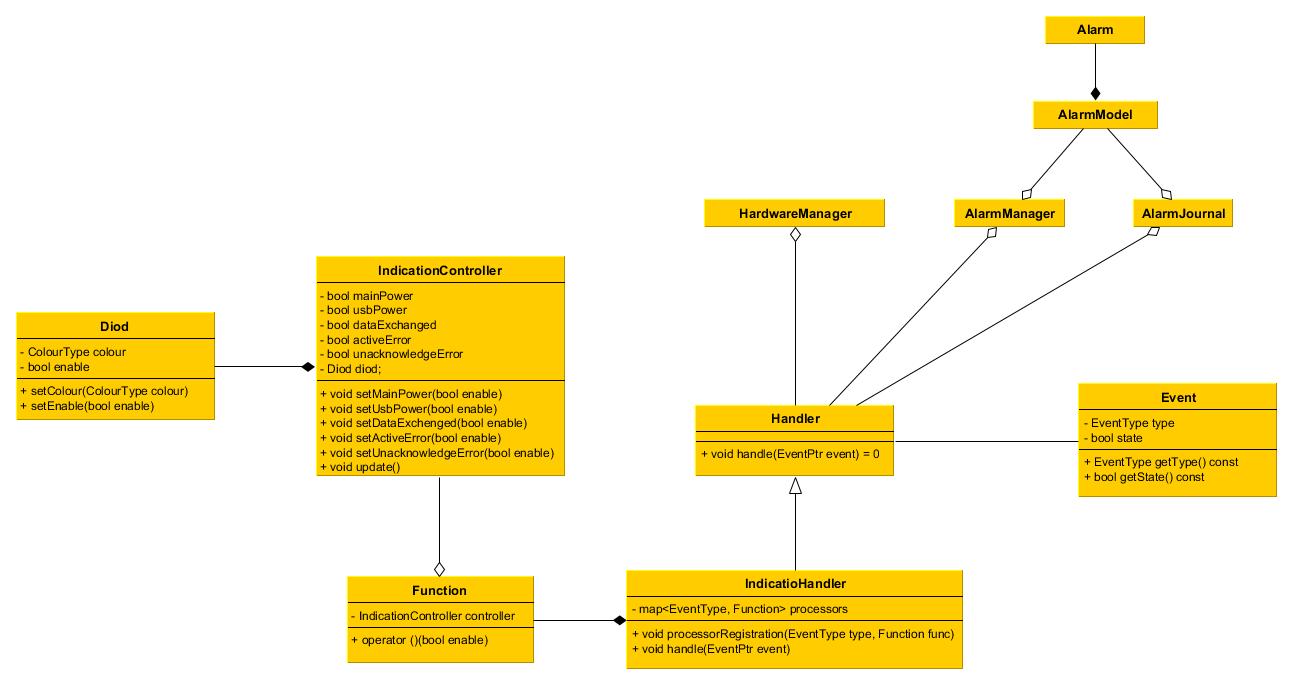 Alarm
AlarmModel
HardwareManager
AlarmManager
AlarmJournal
IndicationController
- bool mainPower
- bool usbPower
- bool dataExchanged
- bool activeError
- bool unacknowledgeError
- Diod diod;
+ void setMainPower(bool enable)
+ void setUsbPower(bool enable)
+ void setDataExchenged(bool enable)
+ void setActiveError(bool enable)
+ void setUnacknowledgeError(bool enable)
+ void update()
Diod
- ColourType colour
- bool enable
+ setColour(ColourType colour)
+ setEnable(bool enable)
Handler
+ void handle(EventPtr event) = 0
Event
- EventType type
- bool state
+ EventType getType() const
+ bool getState() const
Function
- IndicationController controller
+ operator ()(bool enable)
IndicatioHandler
- map<EventType, Function> processors
+ void processorRegistration(EventType type, Function func)
+ void handle(EventPtr event)